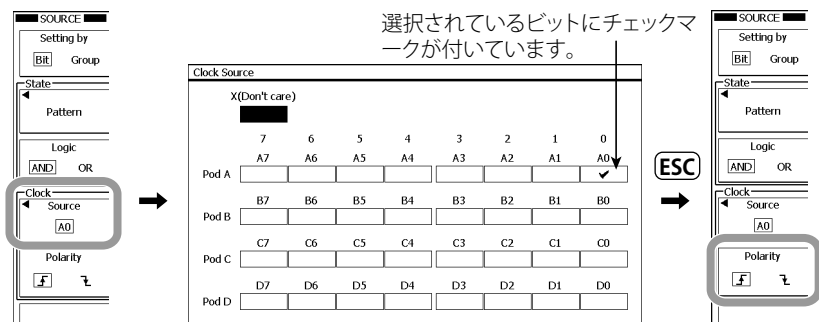 SOURCE
Setting by
Bit Group
State
Pattern
Logic
AND OR
Clock
Source
A0
Polarity
選択されているビットにチェックマ
ークが付いています。
Clock Source
X(Don't care)
7 6 5 4 3 2 1 0
A7 A6 A5 A4 A3 A2 A1 A0
Pod A
B7 B6 B5 B4 B3 B2 B1 B0
Pod B
C7 C6 C5 C4 C3 C2 C1 C0
Pod C
D7 D6 D5 D4 D3 D2 D1 D0
Pod D
ESC
SOURCE
Setting by
Bit Group
State
Pattern
Logic
AND OR
Clock
Source
A0
Polarity